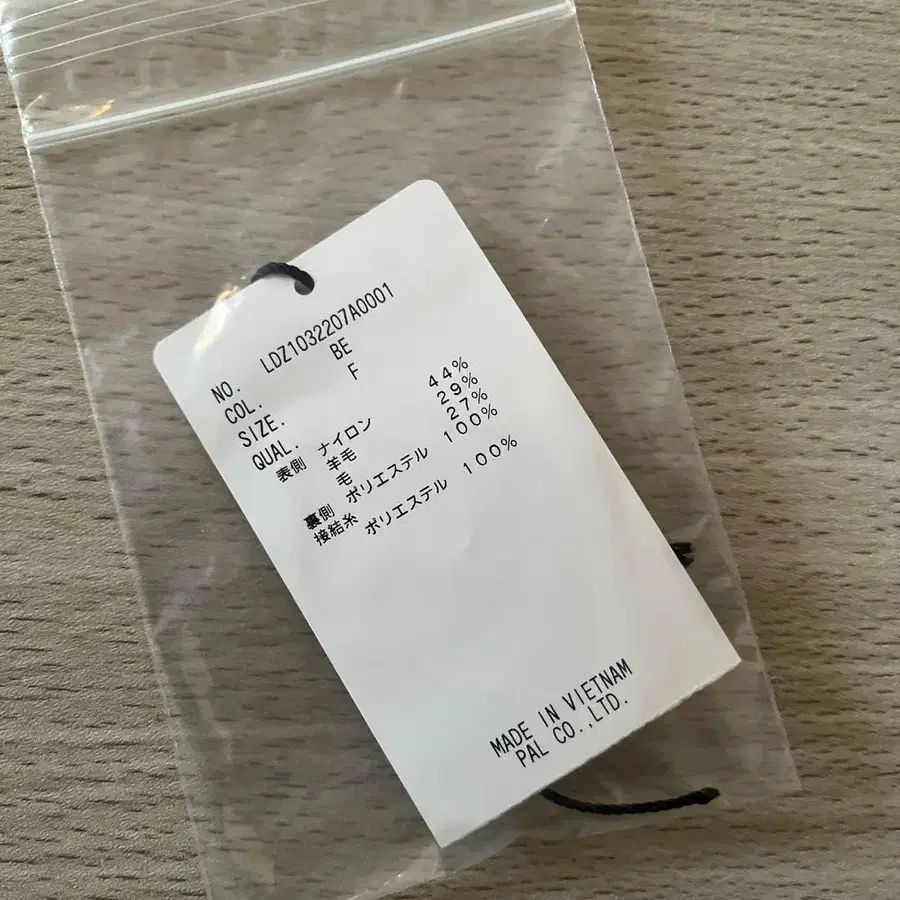 NO. LDZ1032207A0001
COL. BE
SIZE. F
QUAL.
表側 ナイロン 44%
羊毛 29%
毛 27%
裏側 ポリエステル 100%
接結糸 ポリエステル 100%
MADE IN VIETNAM
PAL CO.,LTD.